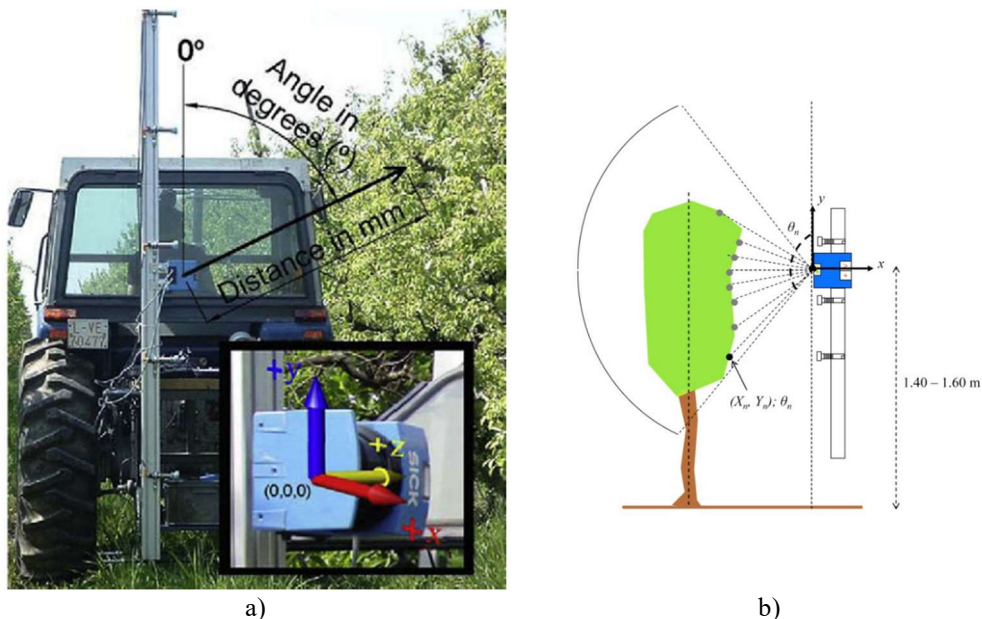 0º
Angle in
degrees (º)
Distance in mm
L-VE
70477
+y
+z
(0,0,0)
SICK
+x
a)
y
θn
x
1.40 – 1.60 m
(Xn, Yn); θn
b)